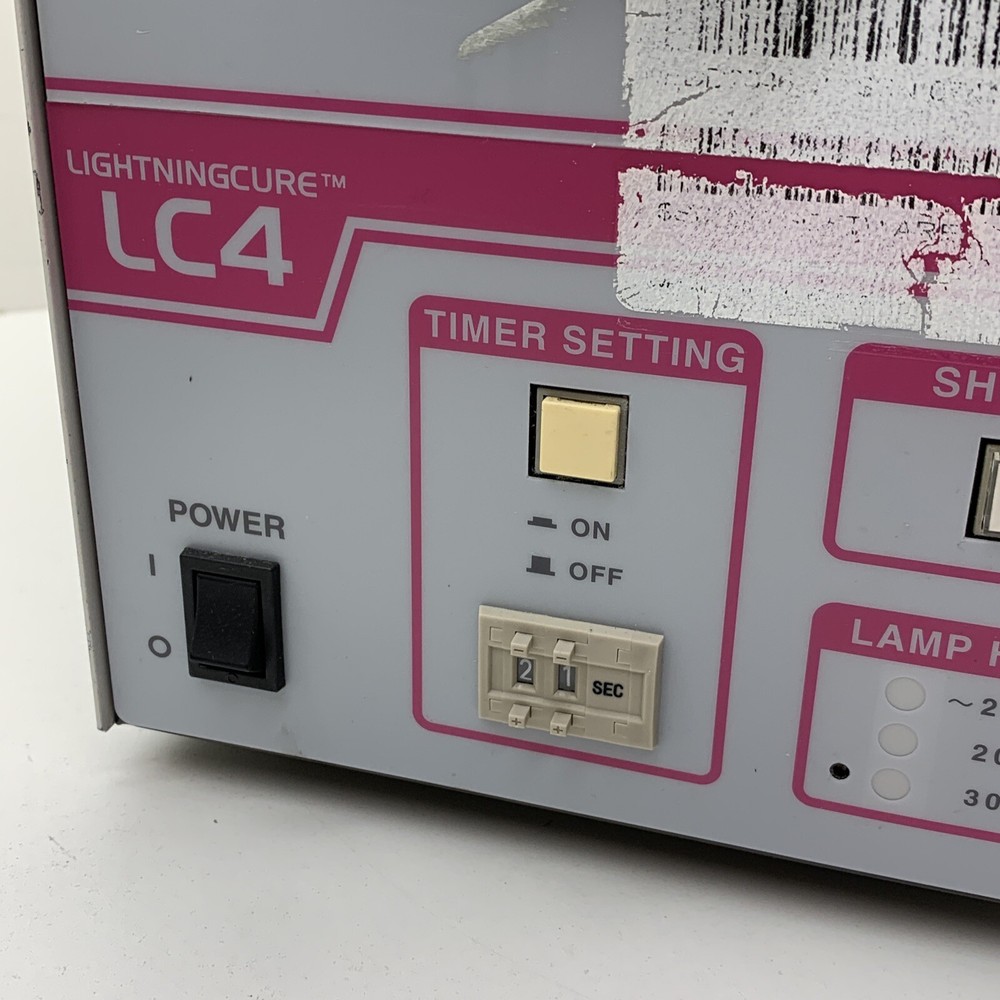 LIGHTNINGCURE™
LC4
TIMER SETTING
SH
ON
OFF
POWER
I
O
2 1 SEC
LAMP
~2
20
30